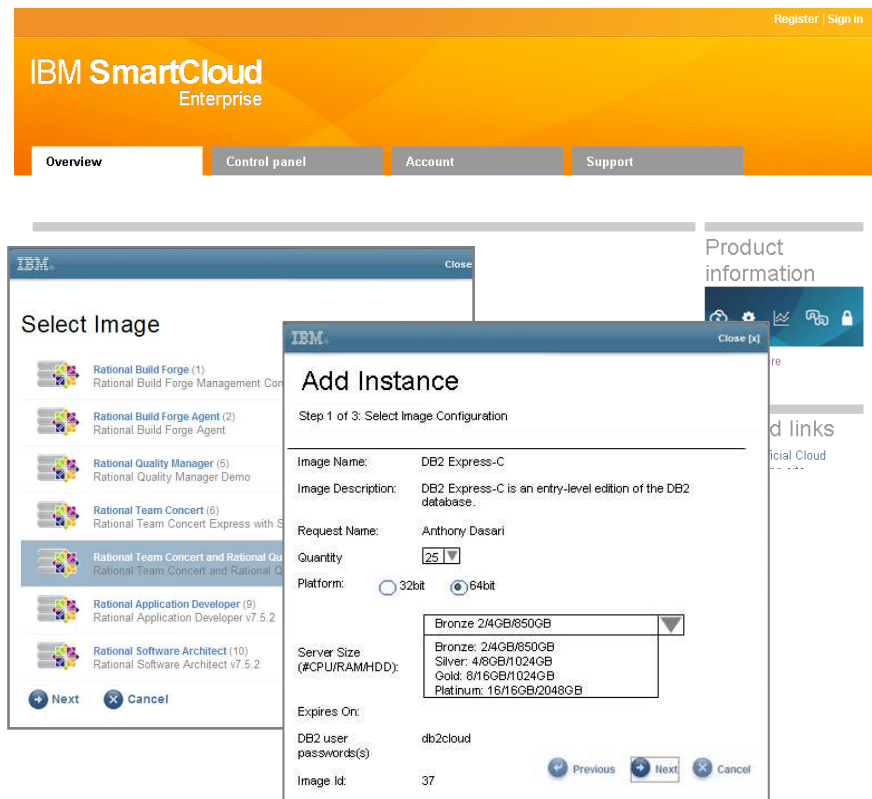 Register | Sign in
IBM SmartCloud
Enterprise
Overview
Control panel
Account
Support
Product
information
IBM
Close
Select Image
Rational Build Forge (1)
Rational Build Forge Management Con
Rational Build Forge Agent (2)
Rational Build Forge Agent
Rational Quality Manager (5)
Rational Quality Manager Demo
Rational Team Concert (6)
Rational Team Concert Express with S
Rational Team Concert and Rational Qu
Rational Team Concert and Rational Q
Rational Application Developer (9)
Rational Application Developer v7.5.2
Rational Software Architect (10)
Rational Software Architect v7.5.2
Next
Cancel
IBM
Close [x]
Add Instance
Step 1 of 3: Select Image Configuration
Image Name: DB2 Express-C
Image Description: DB2 Express-C is an entry-level edition of the DB2
database.
Request Name: Anthony Dasari
Quantity 25
Platform: 32bit 64bit
Bronze 2/4GB/850GB
Server Size
(#CPU/RAM/HDD):
Bronze: 2/4GB/850GB
Silver: 4/8GB/1024GB
Gold: 8/16GB/1024GB
Platinum: 16/16GB/2048GB
Expires On:
DB2 user
passwords(s)
db2cloud
Image Id: 37
Previous
Next
Cancel
re
d links
icial Cloud